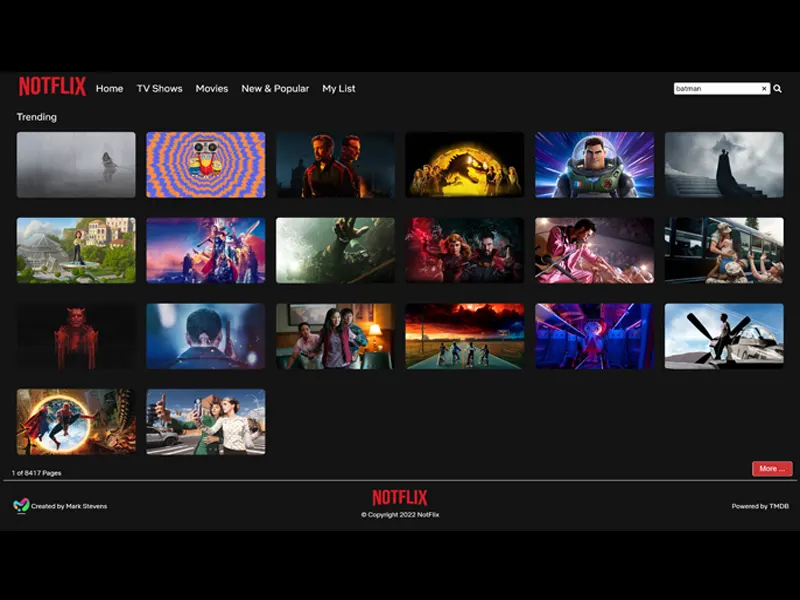 NOTFLIX Home TV Shows Movies New & Popular My List batman ×
Trending
1 of 8417 Pages
More ...
NOTFLIX
Created by Mark Stevens
Powered by TMDB
© Copyright 2022 NotFlix